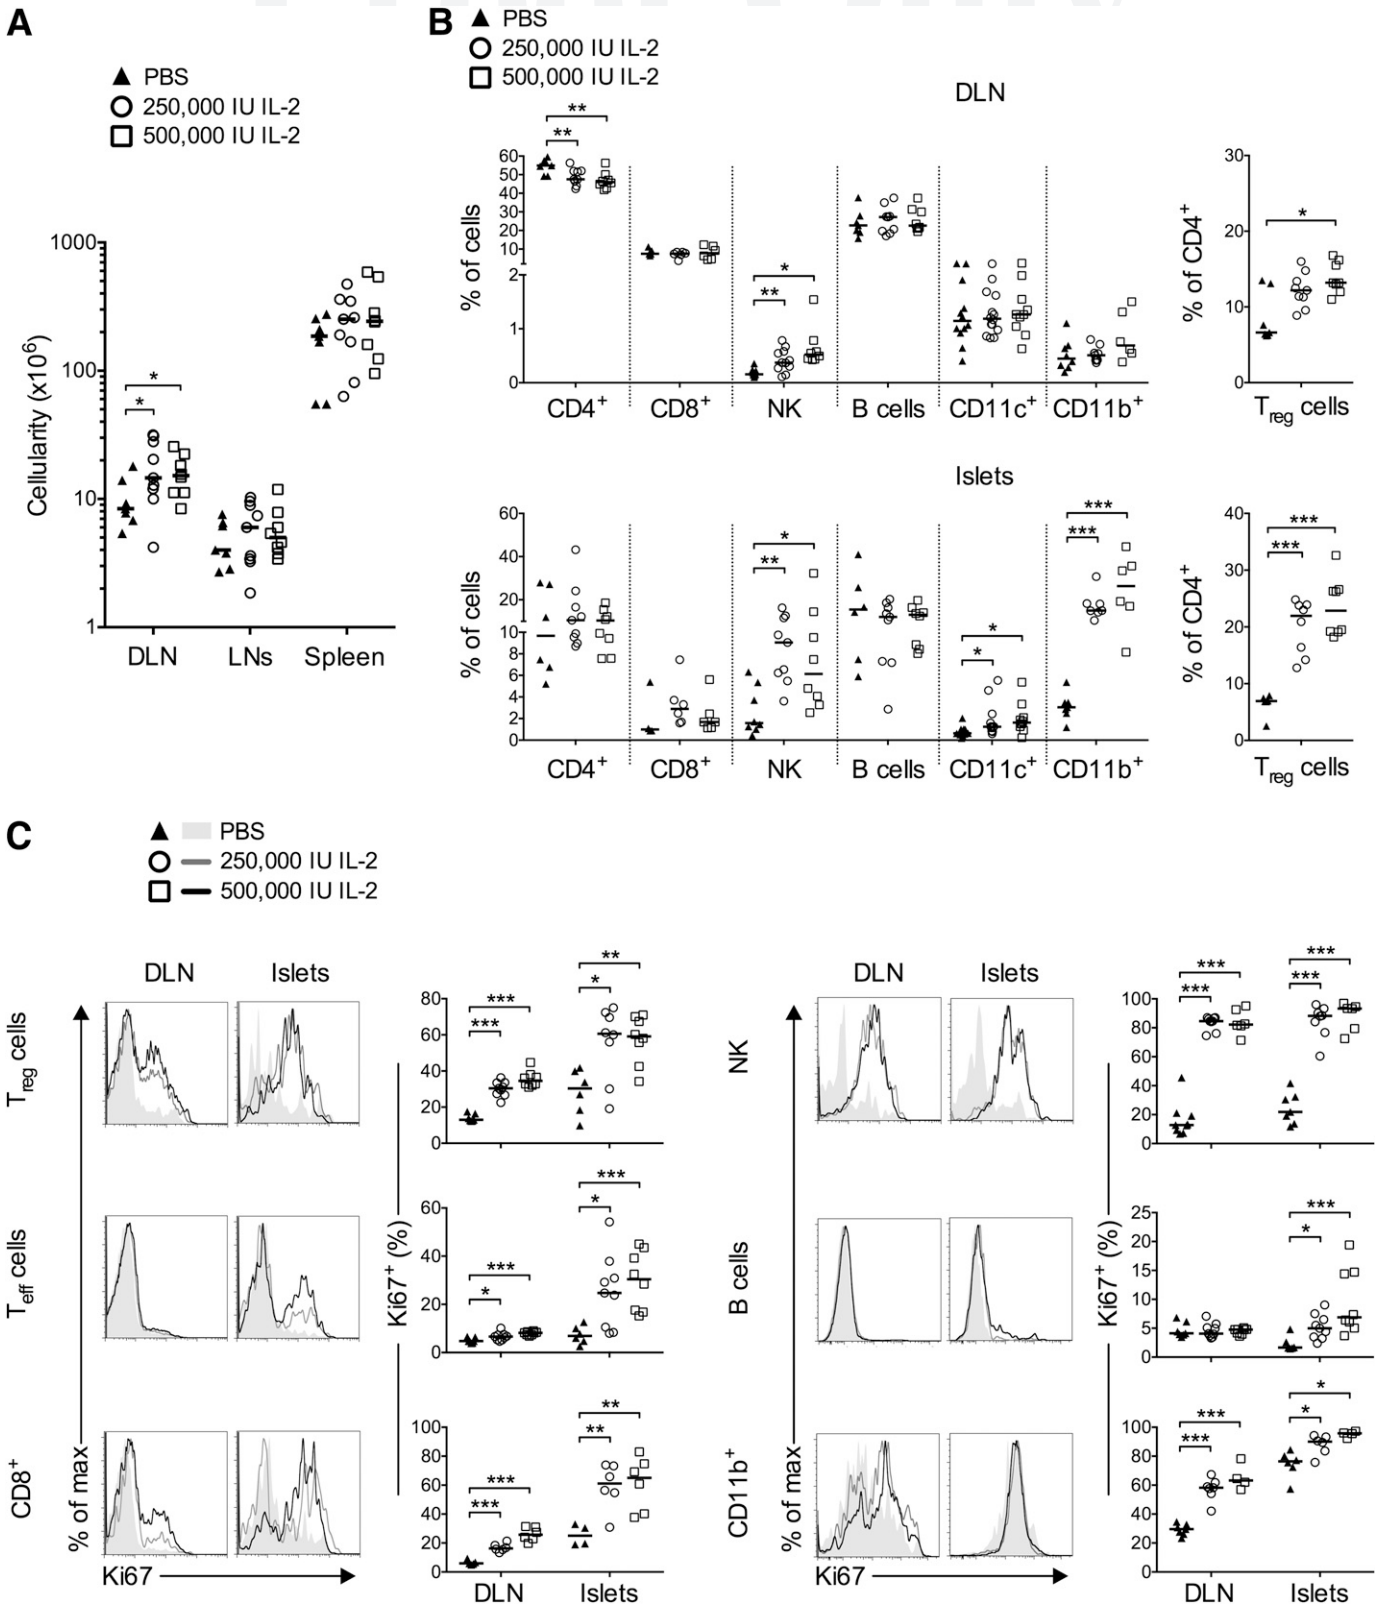 A
PBS
250,000 IU IL-2
500,000 IU IL-2
Cellularity (x10⁶)
1000
100
10
1
*
*
DLN
LNs
Spleen
B
PBS
250,000 IU IL-2
500,000 IU IL-2
DLN
% of cells
60
50
40
30
20
10
2
1
0
**
**
*
**
CD4⁺
CD8⁺
NK
B cells
CD11c⁺
CD11b⁺
% of CD4⁺
30
20
10
0
*
T_reg cells
Islets
% of cells
60
40
20
10
8
6
4
2
0
*
**
*
*
***
***
CD4⁺
CD8⁺
NK
B cells
CD11c⁺
CD11b⁺
% of CD4⁺
40
30
20
10
0
***
***
T_reg cells
C
PBS
250,000 IU IL-2
500,000 IU IL-2
DLN
Islets
T_reg cells
80
60
40
20
0
***
***
**
*
T_eff cells
60
40
20
0
***
*
***
*
CD8⁺
100
80
60
40
20
0
***
***
**
**
% of max
Ki67
Ki67⁺ (%)
DLN
Islets
DLN
Islets
NK
100
80
60
40
20
0
***
***
***
***
B cells
25
20
15
10
5
0
***
*
CD11b⁺
100
80
60
40
20
0
***
***
*
*
% of max
Ki67
Ki67⁺ (%)
DLN
Islets